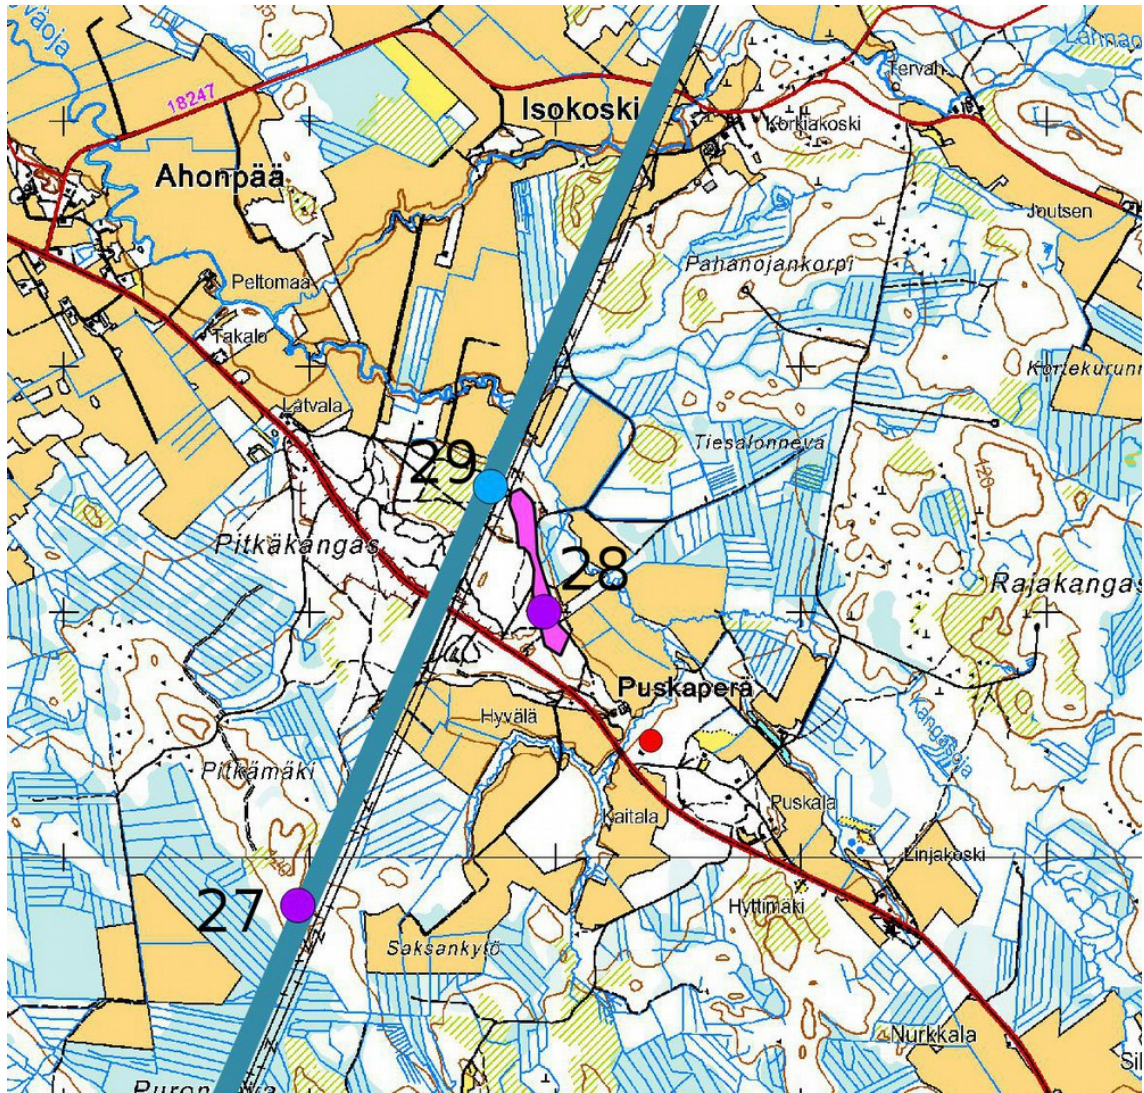 18247
Isokoski
Tervah
Korkiakoski
Ahonpää
Joutsen
Pahanojankorpi
Peltomaa
Takalo
Latvala
Tiesalonneva
29
Pitkäkangas
28
Rajakangas
Puskaperä
Hyvälä
Kangasoja
Pitkämäki
Puskala
Kaitala
Linjakoski
27
Hyttimäki
Saksankytö
Nurkkala